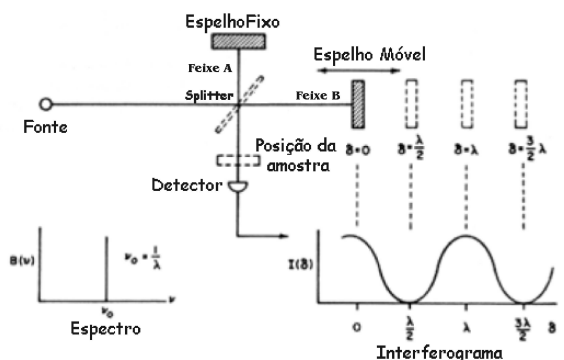 EspelhoFixo
Espelho Móvel
Feixe A
Splitter
Feixe B
Fonte
Posição da
amostra
Detector
δ=0
δ=λ/2
δ=λ
δ=3/2 λ
B(ν)
ν₀ = 1/λ
ν₀
ν
Espectro
I(δ)
0
λ/2
λ
3λ/2
δ
Interferograma